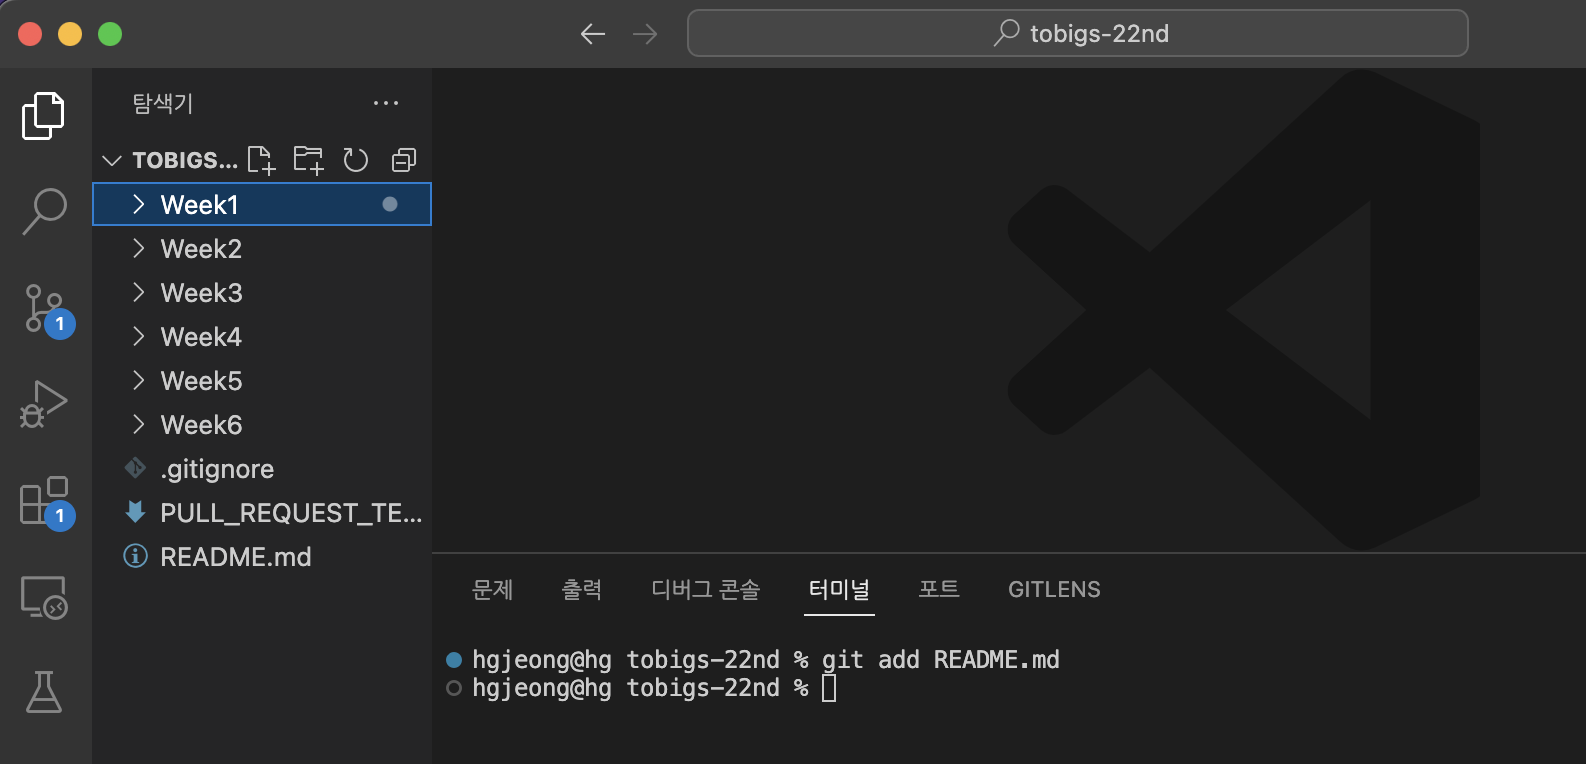 tobigs-22nd
탐색기
TOBIGS...
Week1
Week2
Week3
1
Week4
Week5
Week6
.gitignore
1
PULL_REQUEST_TE...
README.md
문제 출력 디버그 콘솔 터미널 포트 GITLENS
hgjeong@hg tobigs-22nd % git add README.md
hgjeong@hg tobigs-22nd %